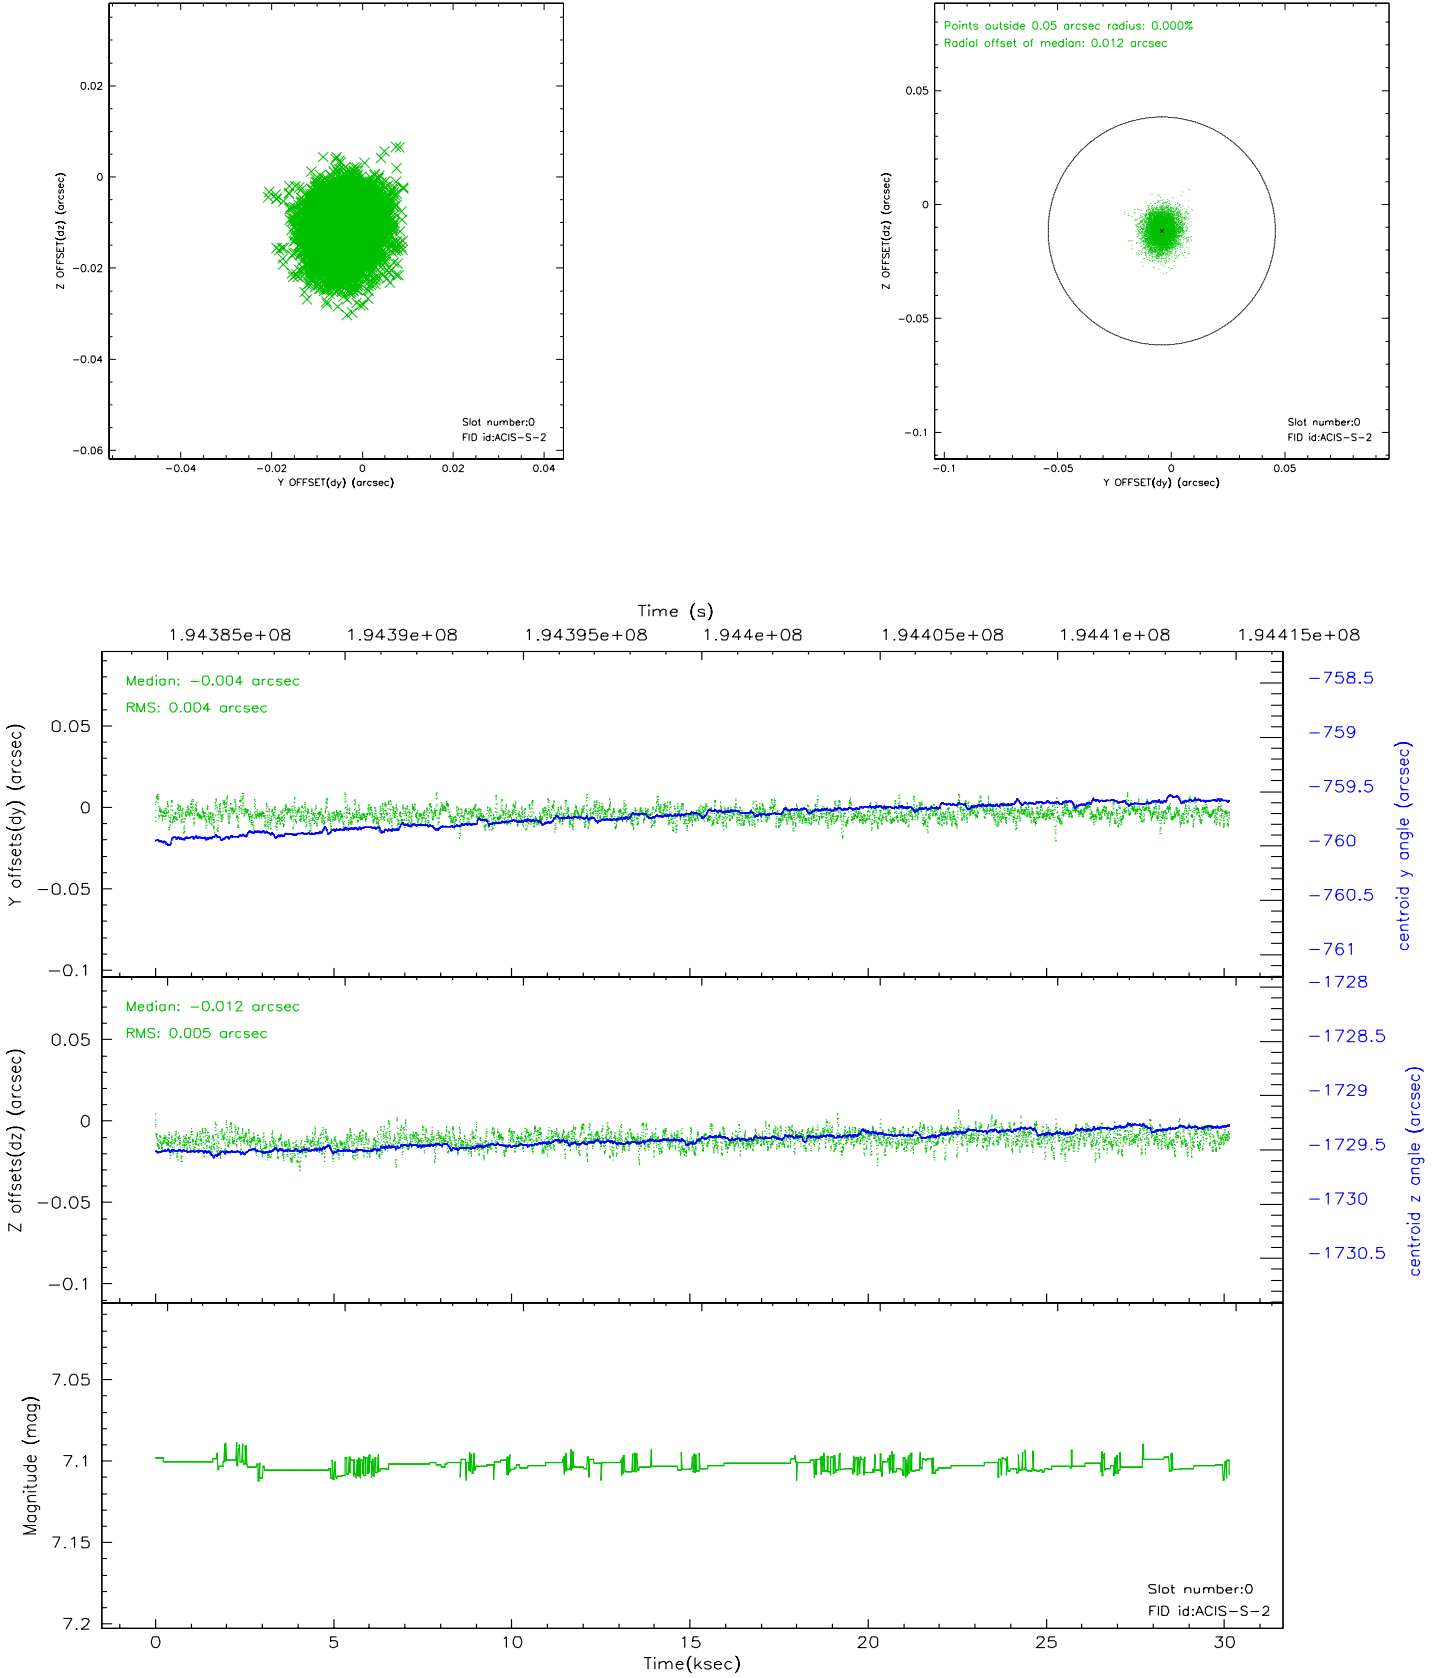 0.02
0
-0.02
-0.04
-0.06
Z OFFSET(dz) (arcsec)
Slot number:0
FID id:ACIS-S-2
-0.04 -0.02 0 0.02 0.04
Y OFFSET(dy) (arcsec)
Points outside 0.05 arcsec radius: 0.000%
Radial offset of median: 0.012 arcsec
0.05
0
-0.05
-0.1
Z OFFSET(dz) (arcsec)
Slot number:0
FID id:ACIS-S-2
-0.1 -0.05 0 0.05
Y OFFSET(dy) (arcsec)
Time (s)
1.94385e+08 1.9439e+08 1.94395e+08 1.944e+08 1.94405e+08 1.9441e+08 1.94415e+08
Median: -0.004 arcsec
RMS: 0.004 arcsec
0.05
0
-0.05
-0.1
Y offsets(dy) (arcsec)
-758.5
-759
-759.5
-760
-760.5
-761
centroid y angle (arcsec)
Median: -0.012 arcsec
RMS: 0.005 arcsec
0.05
0
-0.05
-0.1
Z offsets(dz) (arcsec)
-1728
-1728.5
-1729
-1729.5
-1730
-1730.5
centroid z angle (arcsec)
7.05
7.1
7.15
7.2
Magnitude (mag)
Slot number:0
FID id:ACIS-S-2
0 5 10 15 20 25 30
Time(ksec)